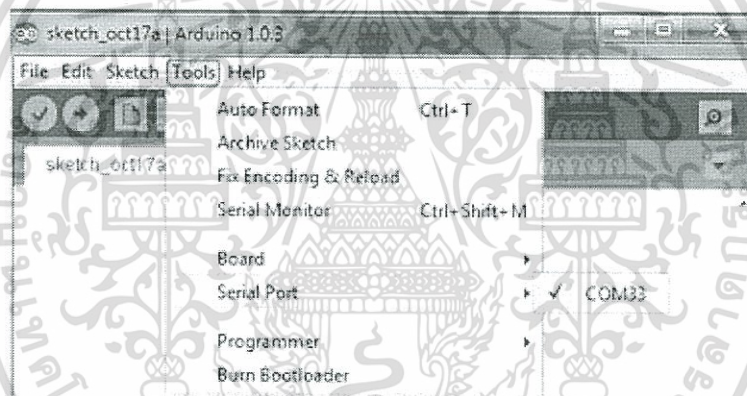 sketch_oct17a | Arduino 1.0.3
File Edit Sketch Tools Help
sketch_oct17a
Auto Format Ctrl+T
Archive Sketch
Fix Encoding & Reload
Serial Monitor Ctrl+Shift+M
Board
Serial Port ✓ COM33
Programmer
Burn Bootloader